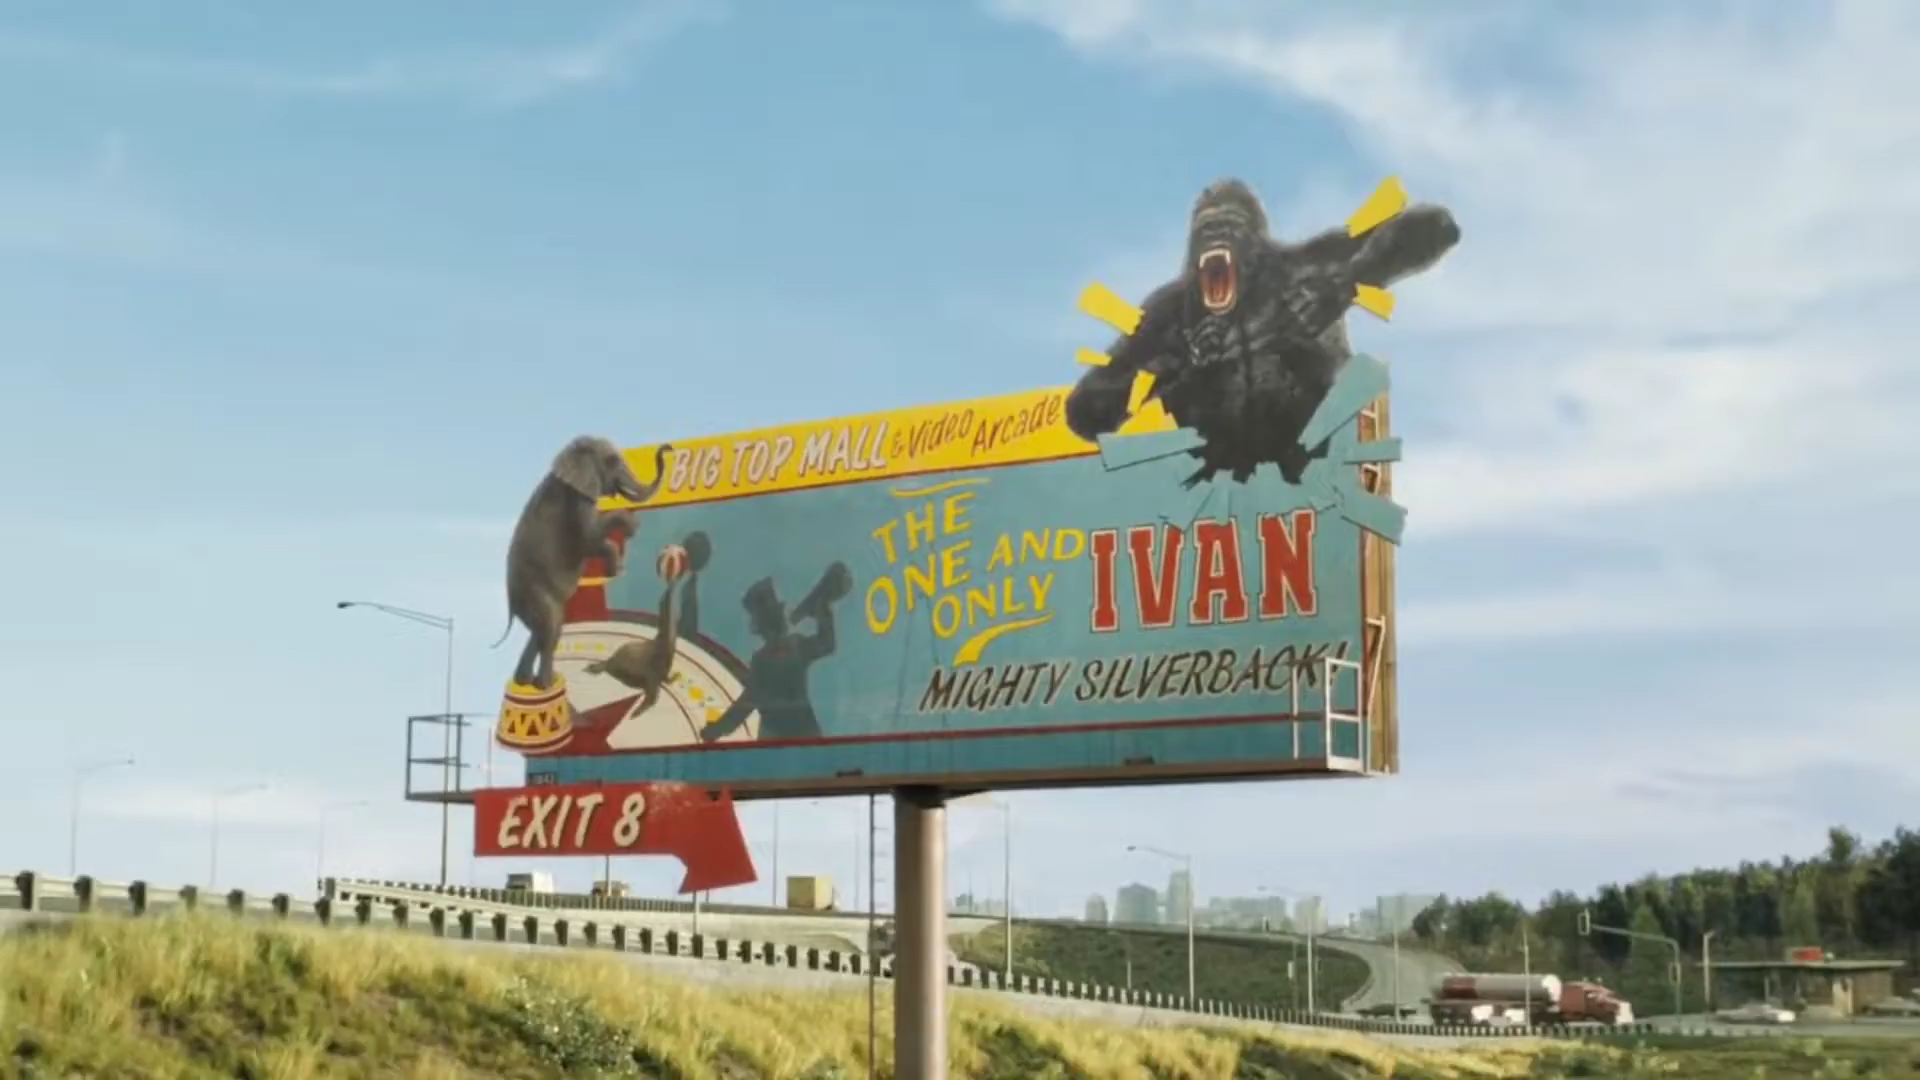 BIG TOP MALL & Video Arcade
THE
ONE AND
ONLY
IVAN
MIGHTY SILVERBACK!
EXIT 8